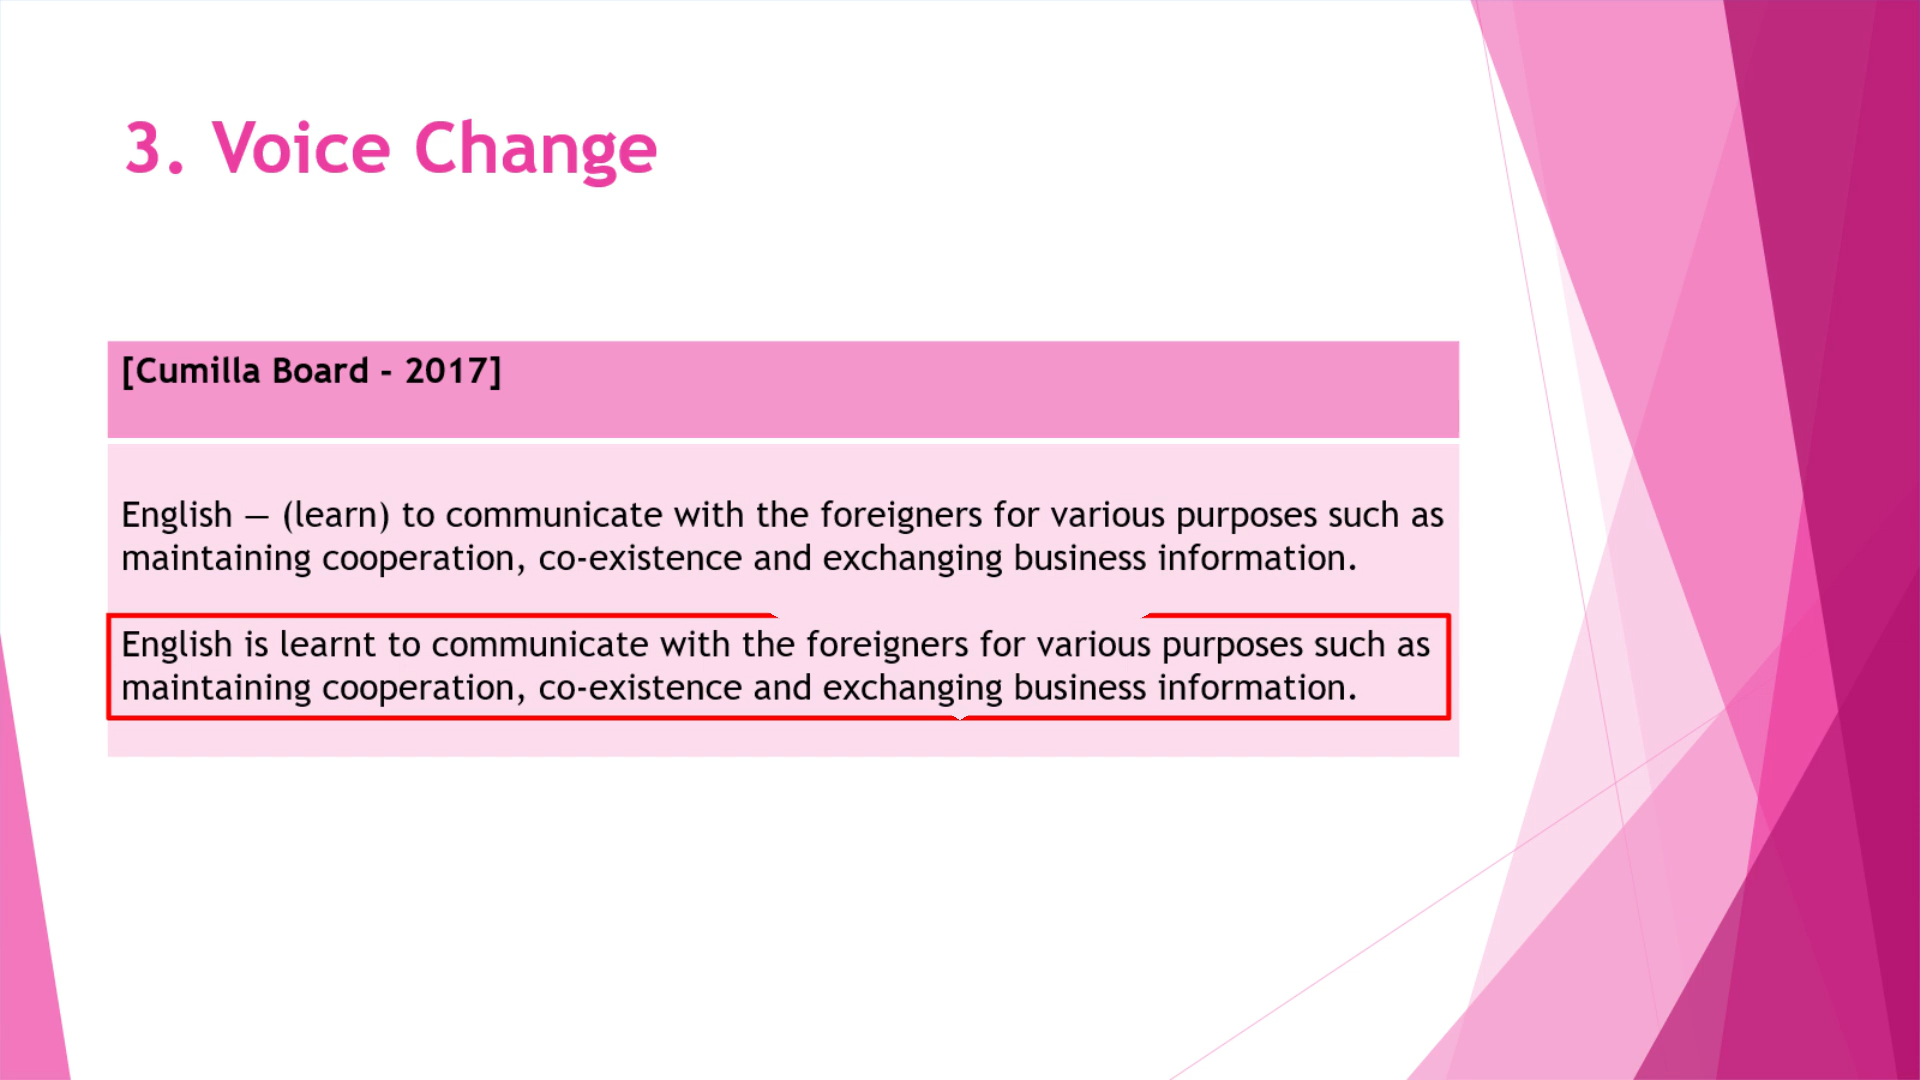 3. Voice Change
[Cumilla Board - 2017]
English — (learn) to communicate with the foreigners for various purposes such as
maintaining cooperation, co-existence and exchanging business information.
English is learnt to communicate with the foreigners for various purposes such as
maintaining cooperation, co-existence and exchanging business information.